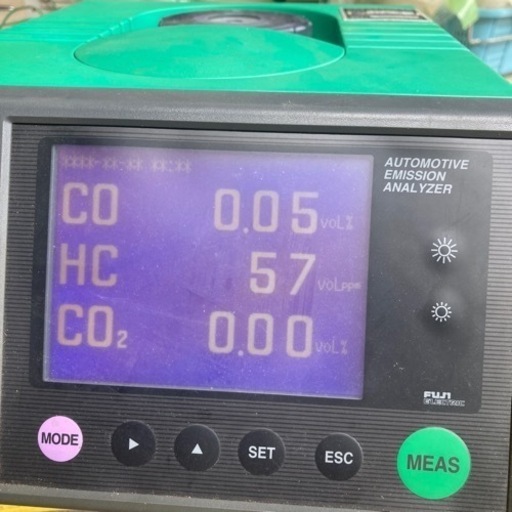 AUTOMOTIVE
EMISSION
ANALYZER
CO 0.05 vol%
HC 57 volppm
CO₂ 0.00 vol%
FUJI
ELECTRIC
MODE ▶ ▲ SET ESC MEAS